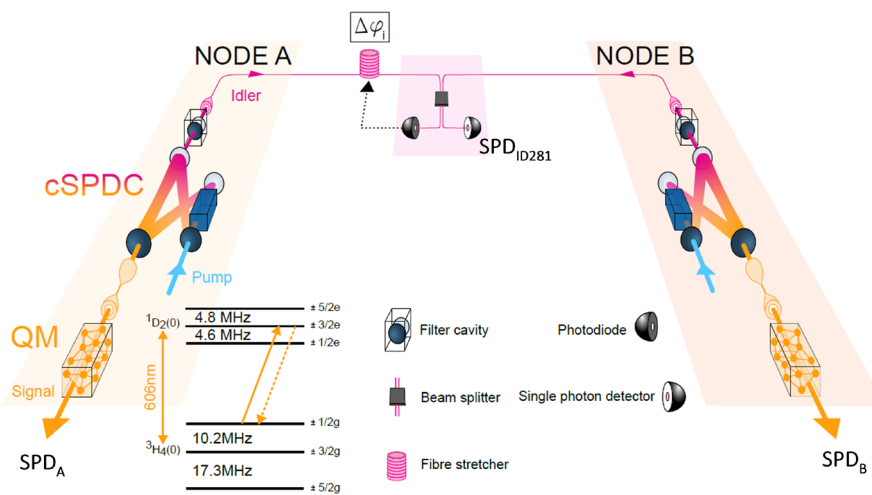 NODE A
Δφi
NODE B
Idler
SPDID281
cSPDC
Pump
QM
Signal
SPDA
1D2(0)
4.8 MHz
4.6 MHz
± 5/2e
± 3/2e
± 1/2e
606nm
3H4(0)
10.2MHz
17.3MHz
± 1/2g
± 3/2g
± 5/2g
Filter cavity
Photodiode
Beam splitter
Single photon detector
Fibre stretcher
SPDB